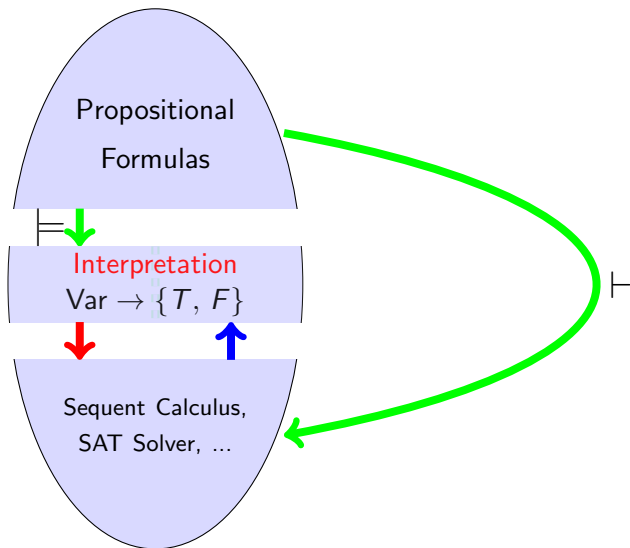 Propositional
Formulas
⊨
Interpretation
Var → {T, F}
⊢
Sequent Calculus,
SAT Solver, ...